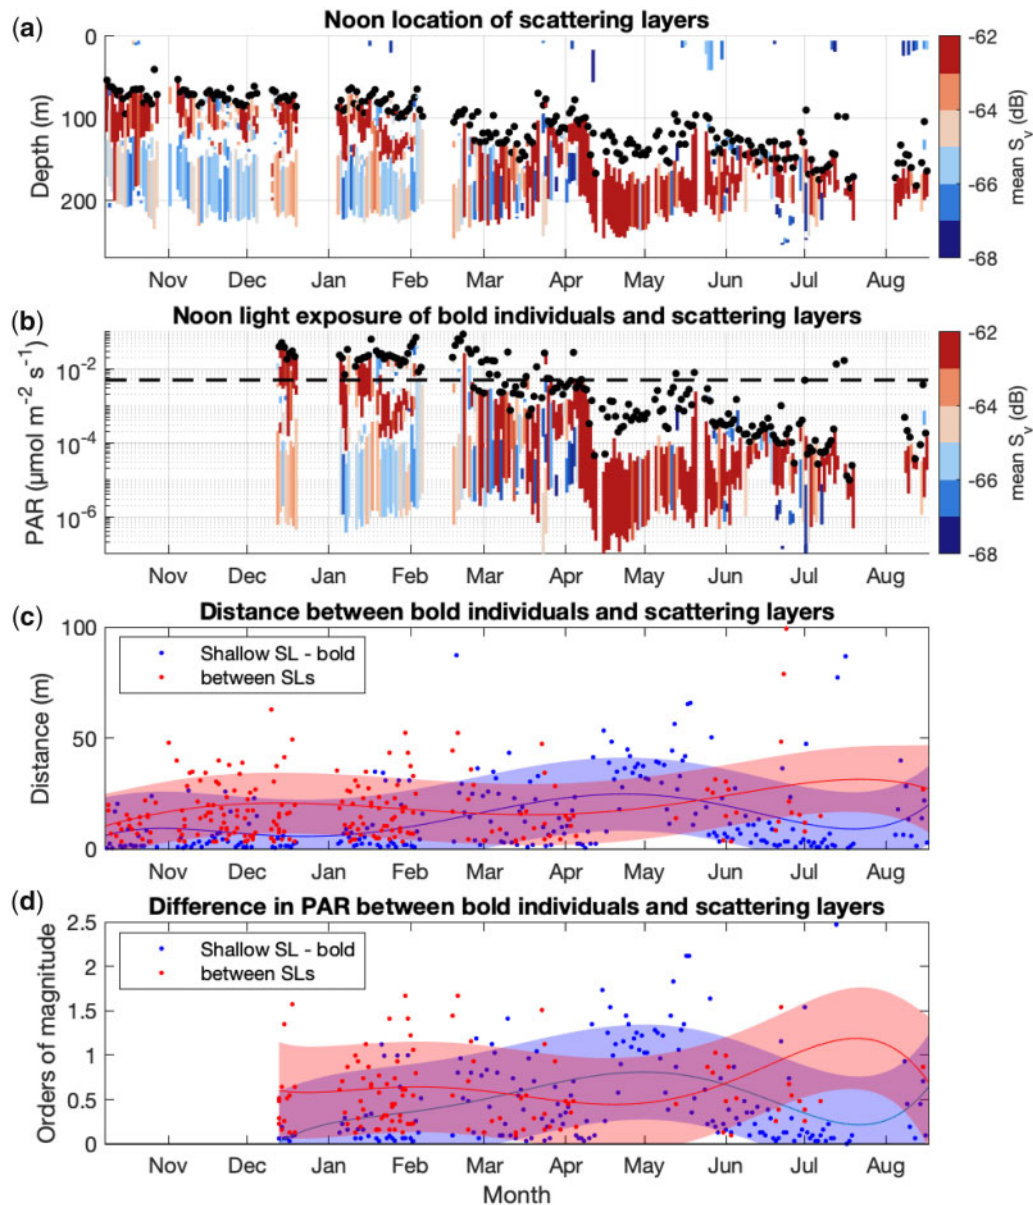 (a)
Noon location of scattering layers
0
100
200
Depth (m)
Nov Dec Jan Feb Mar Apr May Jun Jul Aug
-62
-64
-66
-68
mean Sv (dB)
(b)
Noon light exposure of bold individuals and scattering layers
10-2
10-4
10-6
PAR (μmol m-2 s-1)
Nov Dec Jan Feb Mar Apr May Jun Jul Aug
-62
-64
-66
-68
mean Sv (dB)
(c)
Distance between bold individuals and scattering layers
100
50
0
Distance (m)
Shallow SL - bold
between SLs
Nov Dec Jan Feb Mar Apr May Jun Jul Aug
(d)
Difference in PAR between bold individuals and scattering layers
2.5
2
1.5
1
0.5
0
Orders of magnitude
Shallow SL - bold
between SLs
Nov Dec Jan Feb Mar Apr May Jun Jul Aug
Month